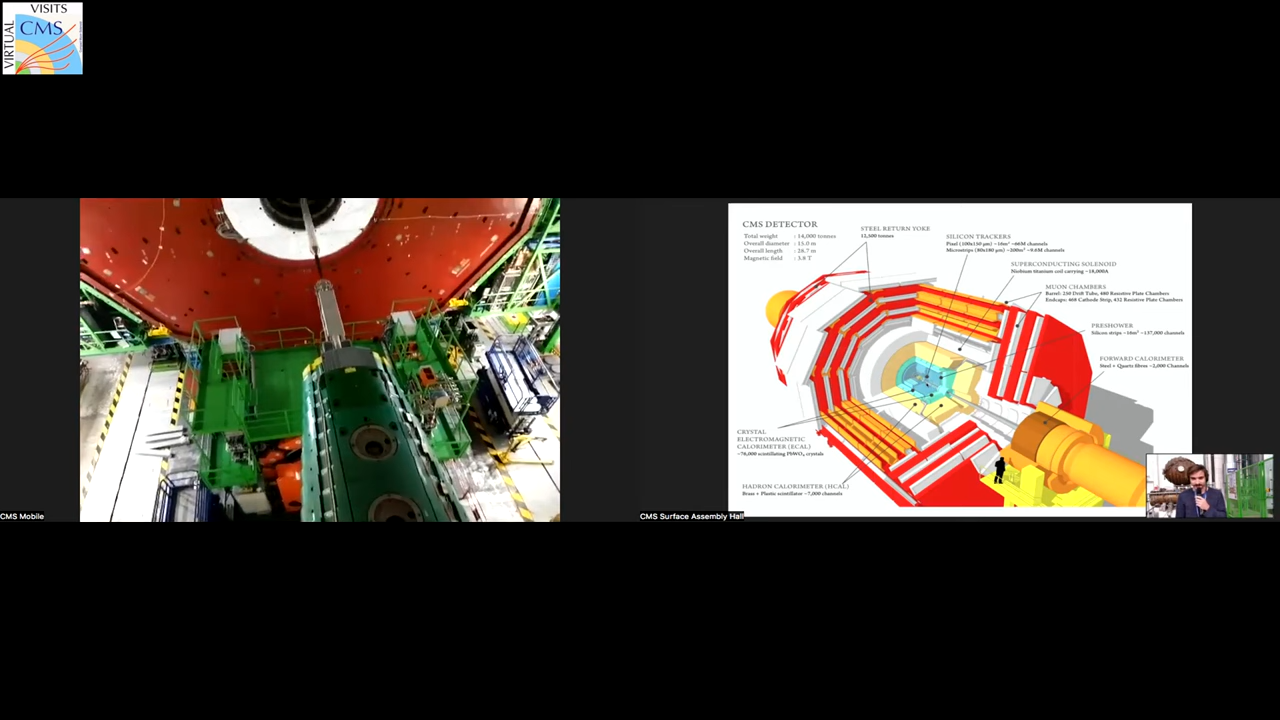 VISITS
CMS
VIRTUAL
CMS DETECTOR
Total weight : 14,000 tonnes
Overall diameter : 15.0 m
Overall length : 28.7 m
Magnetic field : 3.8 T
STEEL RETURN YOKE
12,500 tonnes
SILICON TRACKERS
Pixel (100x150 μm) ~16m² ~66M channels
Microstrips (80x180 μm) ~200m² ~9.6M channels
SUPERCONDUCTING SOLENOID
Niobium titanium coil carrying ~18,000A
MUON CHAMBERS
Barrel: 250 Drift Tube, 480 Resistive Plate Chambers
Endcaps: 468 Cathode Strip, 432 Resistive Plate Chambers
PRESHOWER
Silicon strips ~16m² ~137,000 channels
FORWARD CALORIMETER
Steel + Quartz fibres ~2,000 Channels
CRYSTAL
ELECTROMAGNETIC
CALORIMETER (ECAL)
~76,000 scintillating PbWO₄ crystals
HADRON CALORIMETER (HCAL)
Brass + Plastic scintillator ~7,000 channels
CMS Mobile
CMS Surface Assembly Hall